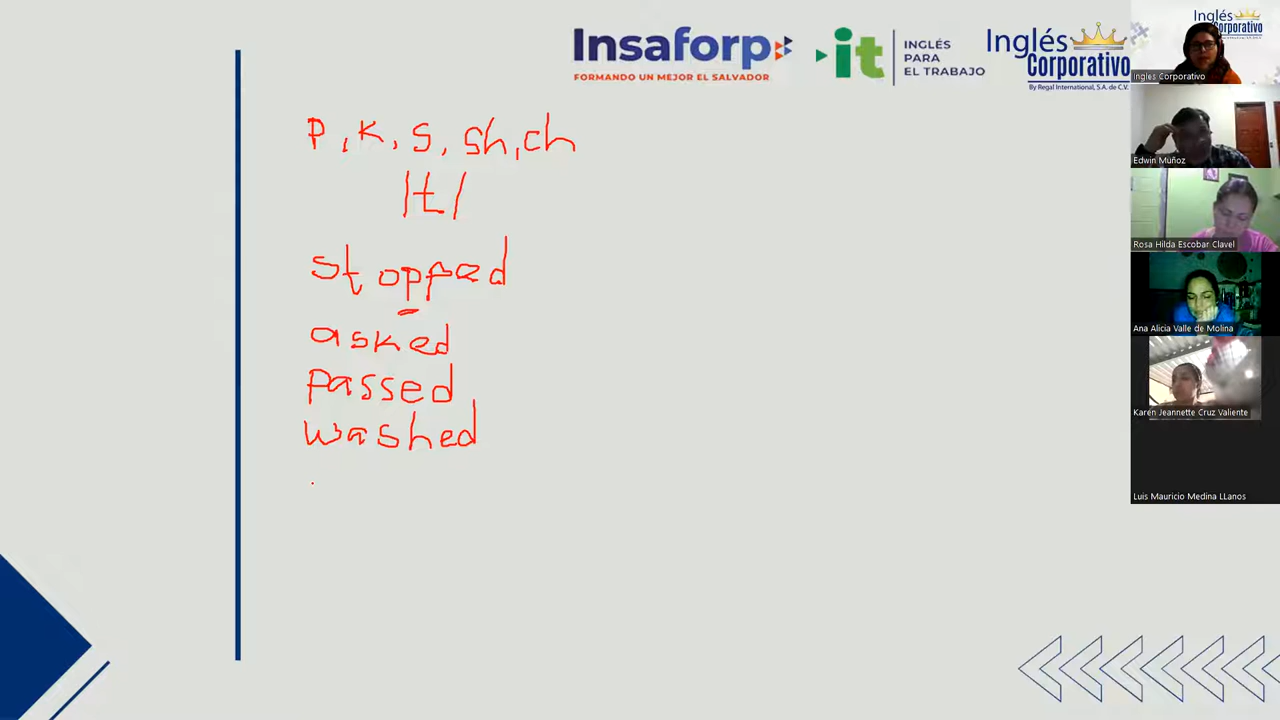 Insaforp
FORMANDO UN MEJOR EL SALVADOR
it
INGLÉS
PARA
EL TRABAJO
Inglés
Corporativo
By Regal International, S.A. de C.V.
P, K, S, Sh, ch
/t/
stopped
asked
passed
washed
Inglés
Corporativo
Ingles Corporativo
Edwin Muñoz
Rosa Hilda Escobar Clavel
Ana Alicia Valle de Molina
Karen Jeannette Cruz Valiente
Luis Mauricio Medina LLanos